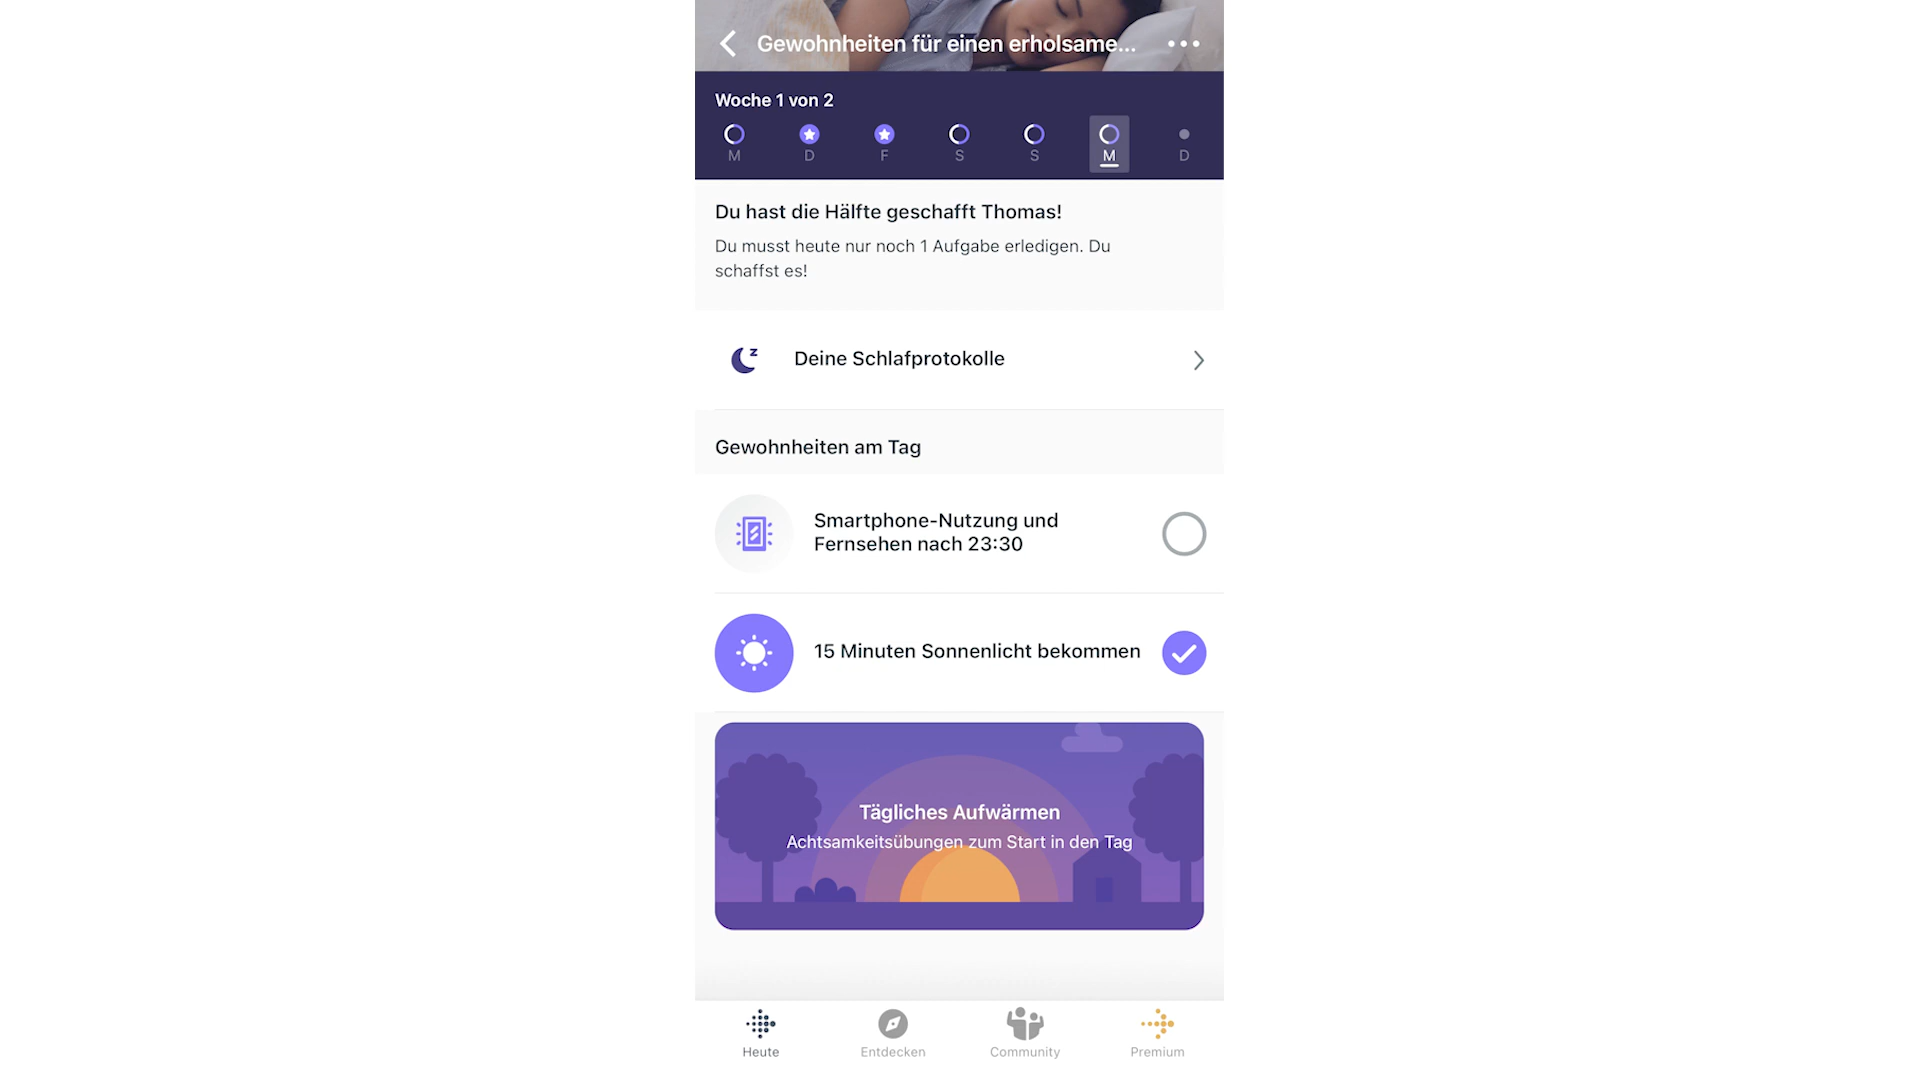 Gewohnheiten für einen erholsame...
Woche 1 von 2
M D F S S M D
Du hast die Hälfte geschafft Thomas!
Du musst heute nur noch 1 Aufgabe erledigen. Du
schaffst es!
Deine Schlafprotokolle
Gewohnheiten am Tag
Smartphone-Nutzung und
Fernsehen nach 23:30
15 Minuten Sonnenlicht bekommen
Tägliches Aufwärmen
Achtsamkeitsübungen zum Start in den Tag
Heute Entdecken Community Premium